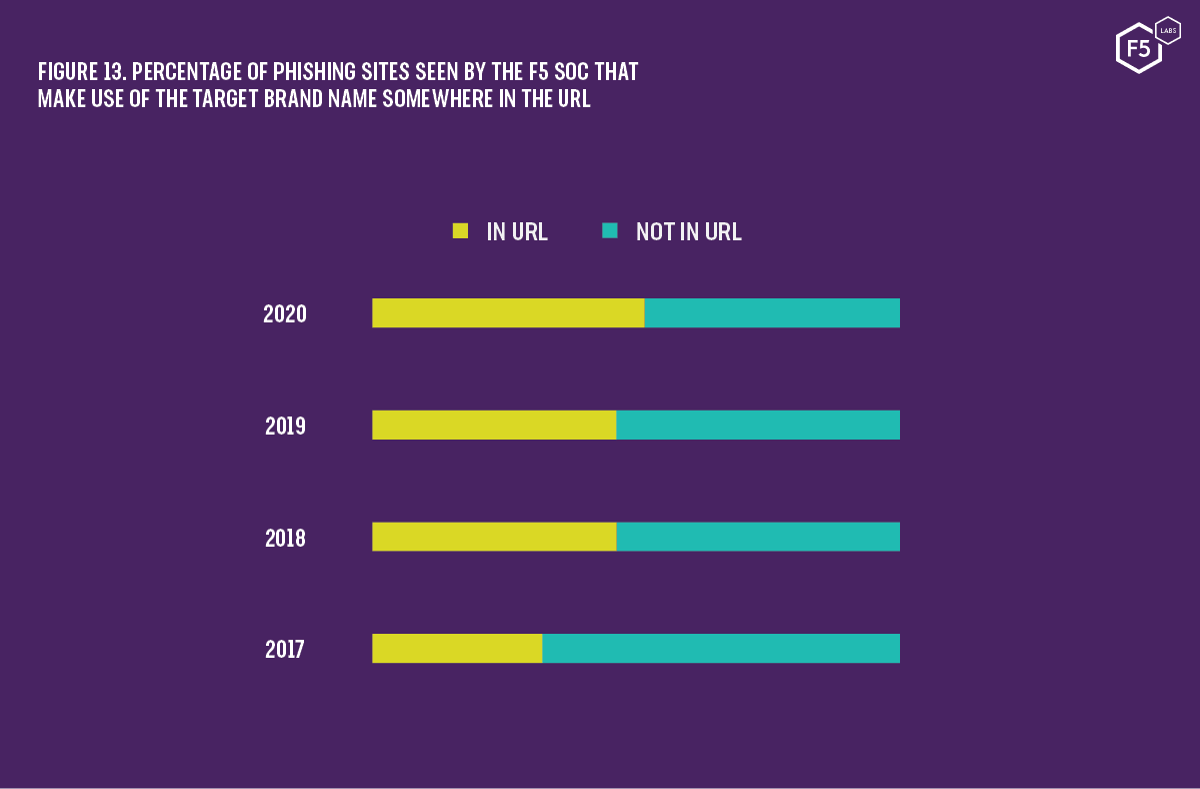 LABS
F5
FIGURE 13. PERCENTAGE OF PHISHING SITES SEEN BY THE F5 SOC THAT
MAKE USE OF THE TARGET BRAND NAME SOMEWHERE IN THE URL
IN URL NOT IN URL
2020
2019
2018
2017